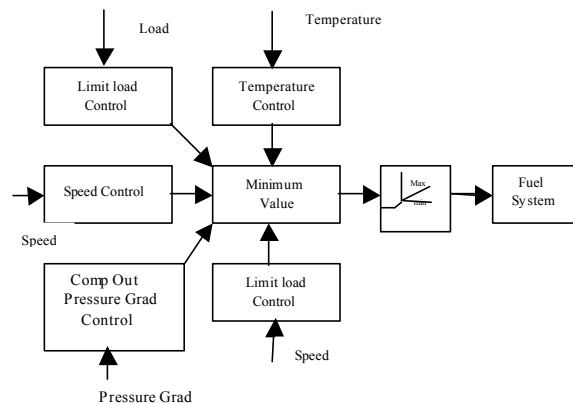 Load
Temperature
Limit load
Control
Temperature
Control
Speed Control
Minimum
Value
Max
min
Fuel
System
Speed
Comp Out
Pressure Grad
Control
Limit load
Control
Speed
Pressure Grad